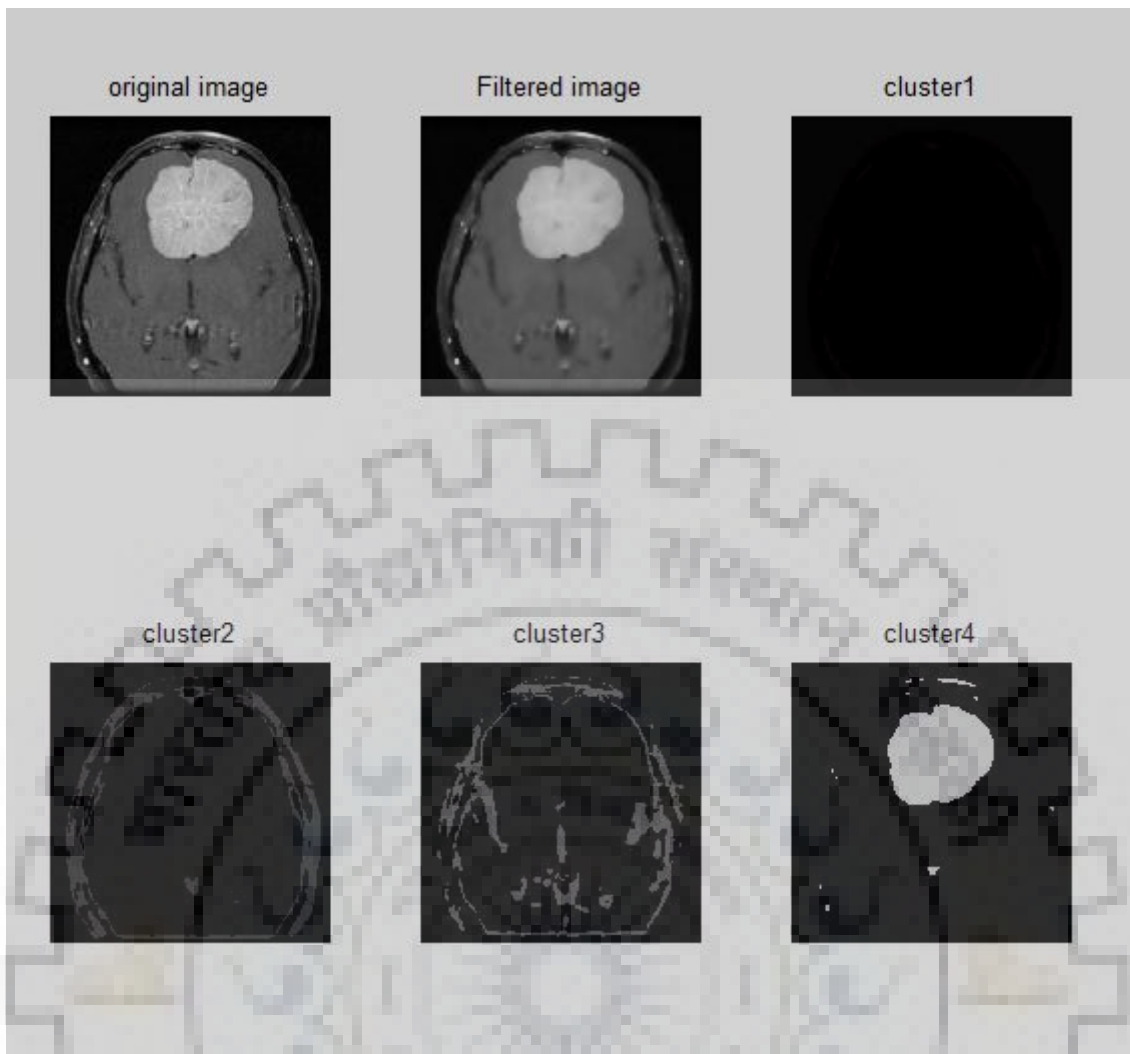 original image
Filtered image
cluster1
प्रौद्योगिकी संस्थान
cluster2
cluster3
cluster4